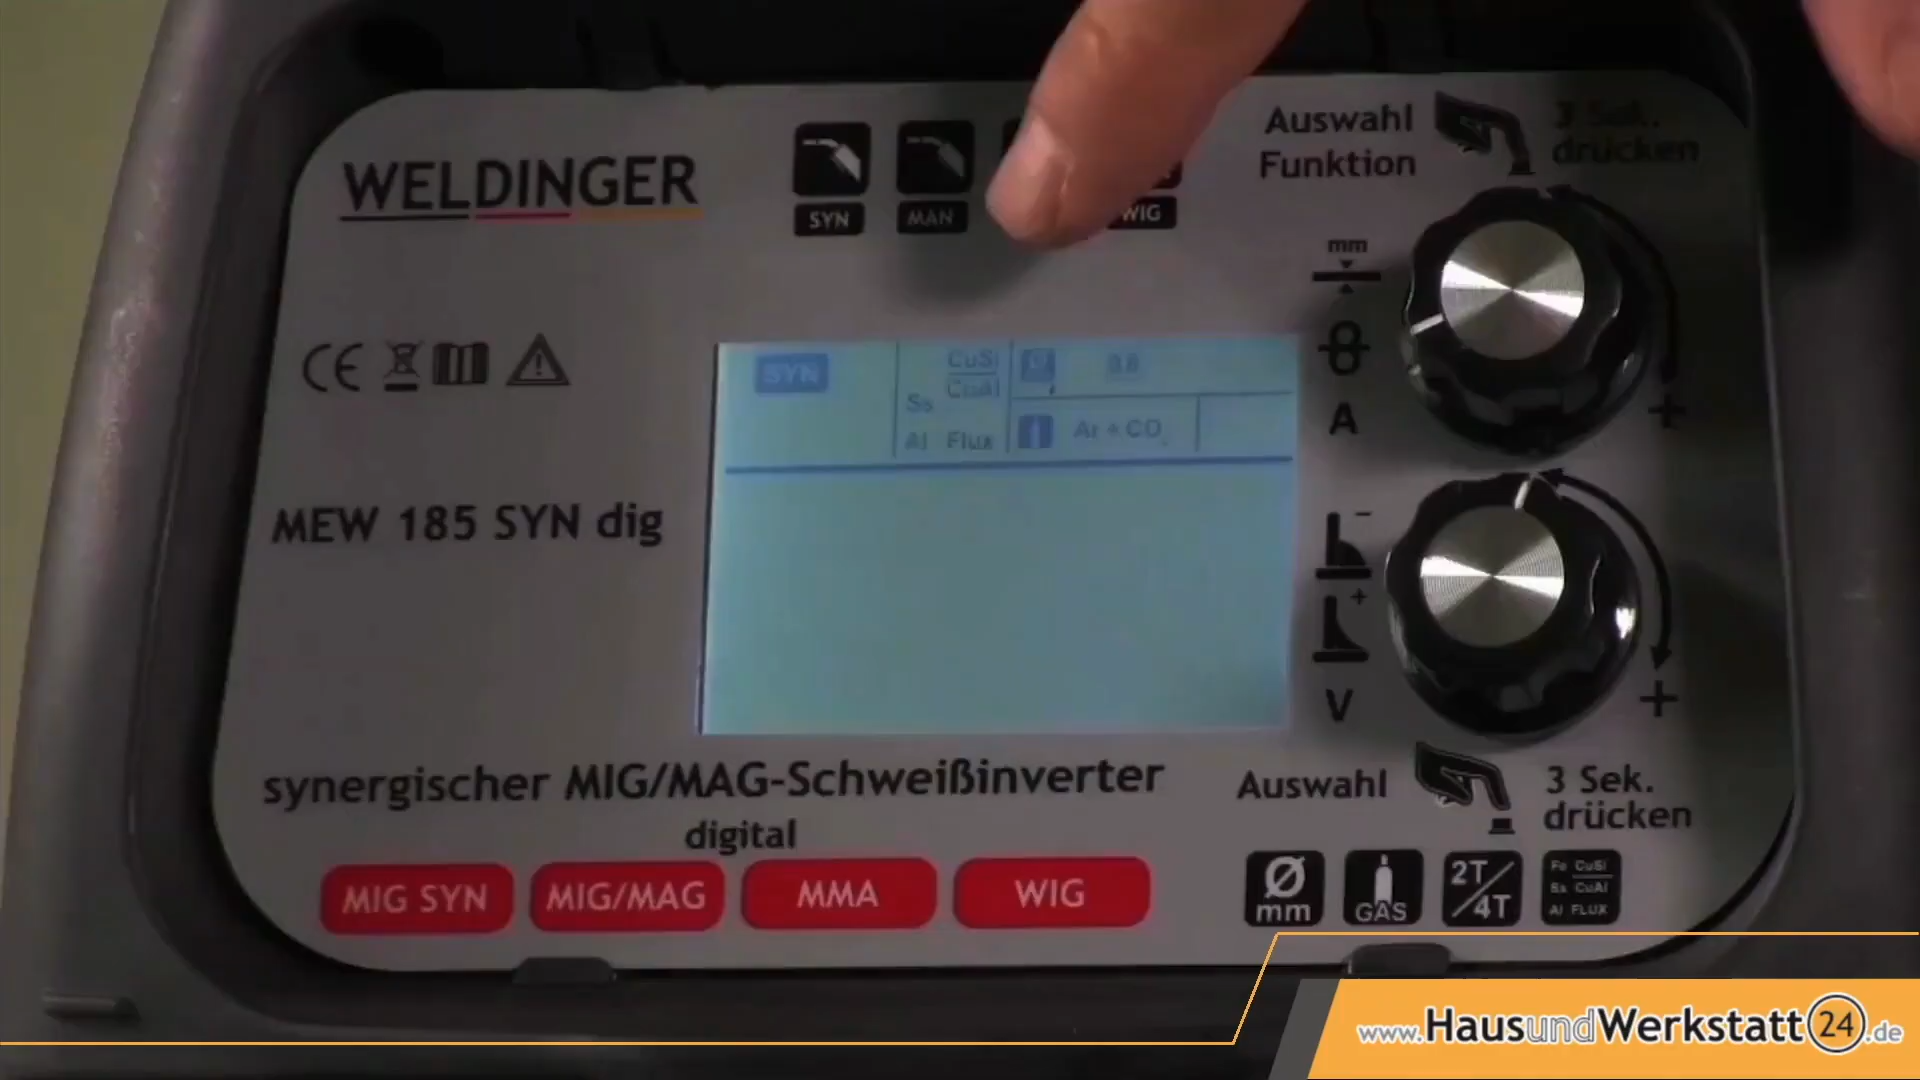 WELDINGER
SYN
MAN
WIG
Auswahl
Funktion
3 Sek.
drücken
mm
A
+
SYN
CuSi
CuAl
Ss
Al Flux
0.8
Ar + CO
MEW 185 SYN dig
CE
-
+
V
+
synergischer MIG/MAG-Schweißinverter
digital
MIG SYN
MIG/MAG
MMA
WIG
Auswahl
3 Sek.
drücken
Ø
mm
GAS
2T/4T
Fe CuSi
Ss CuAl
Al FLUX
www.HausundWerkstatt24.de